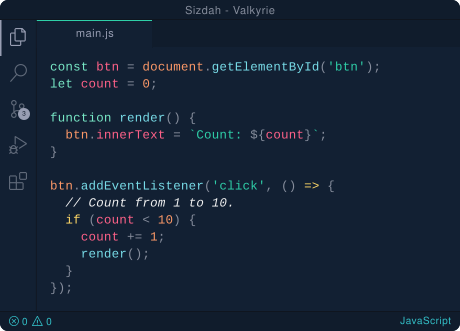 Sizdah - Valkyrie
main.js
const btn = document.getElementById('btn');
let count = 0;
function render() {
btn.innerText = `Count: ${count}`;
}
btn.addEventListener('click', () => {
// Count from 1 to 10.
if (count < 10) {
count += 1;
render();
}
});
3
0 0
JavaScript